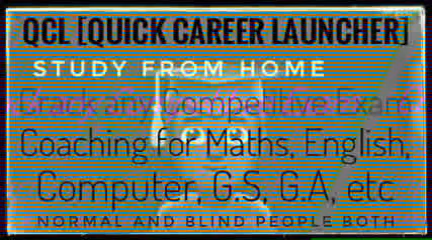 QCL [QUICK CAREER LAUNCHER]
STUDY FROM HOME
Crack any Competitive Exam
Coaching for Maths, English,
Computer, G.S, G.A, etc
NORMAL AND BLIND PEOPLE BOTH